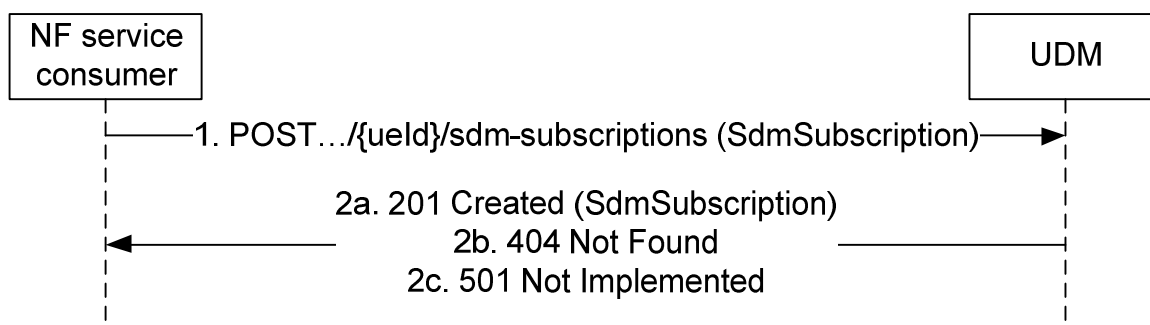 NF service
consumer
UDM
1. POST…/{ueId}/sdm-subscriptions (SdmSubscription)
2a. 201 Created (SdmSubscription)
2b. 404 Not Found
2c. 501 Not Implemented